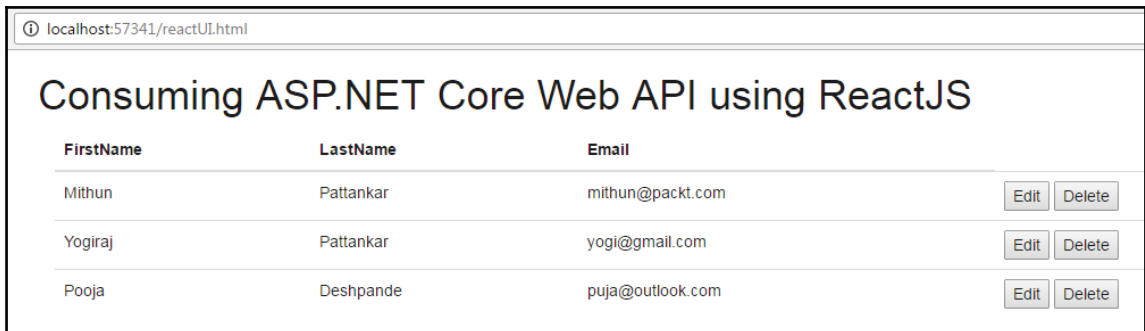 localhost:57341/reactUI.html
Consuming ASP.NET Core Web API using ReactJS
FirstName LastName Email
Mithun Pattankar mithun@packt.com Edit Delete
Yogiraj Pattankar yogi@gmail.com Edit Delete
Pooja Deshpande puja@outlook.com Edit Delete